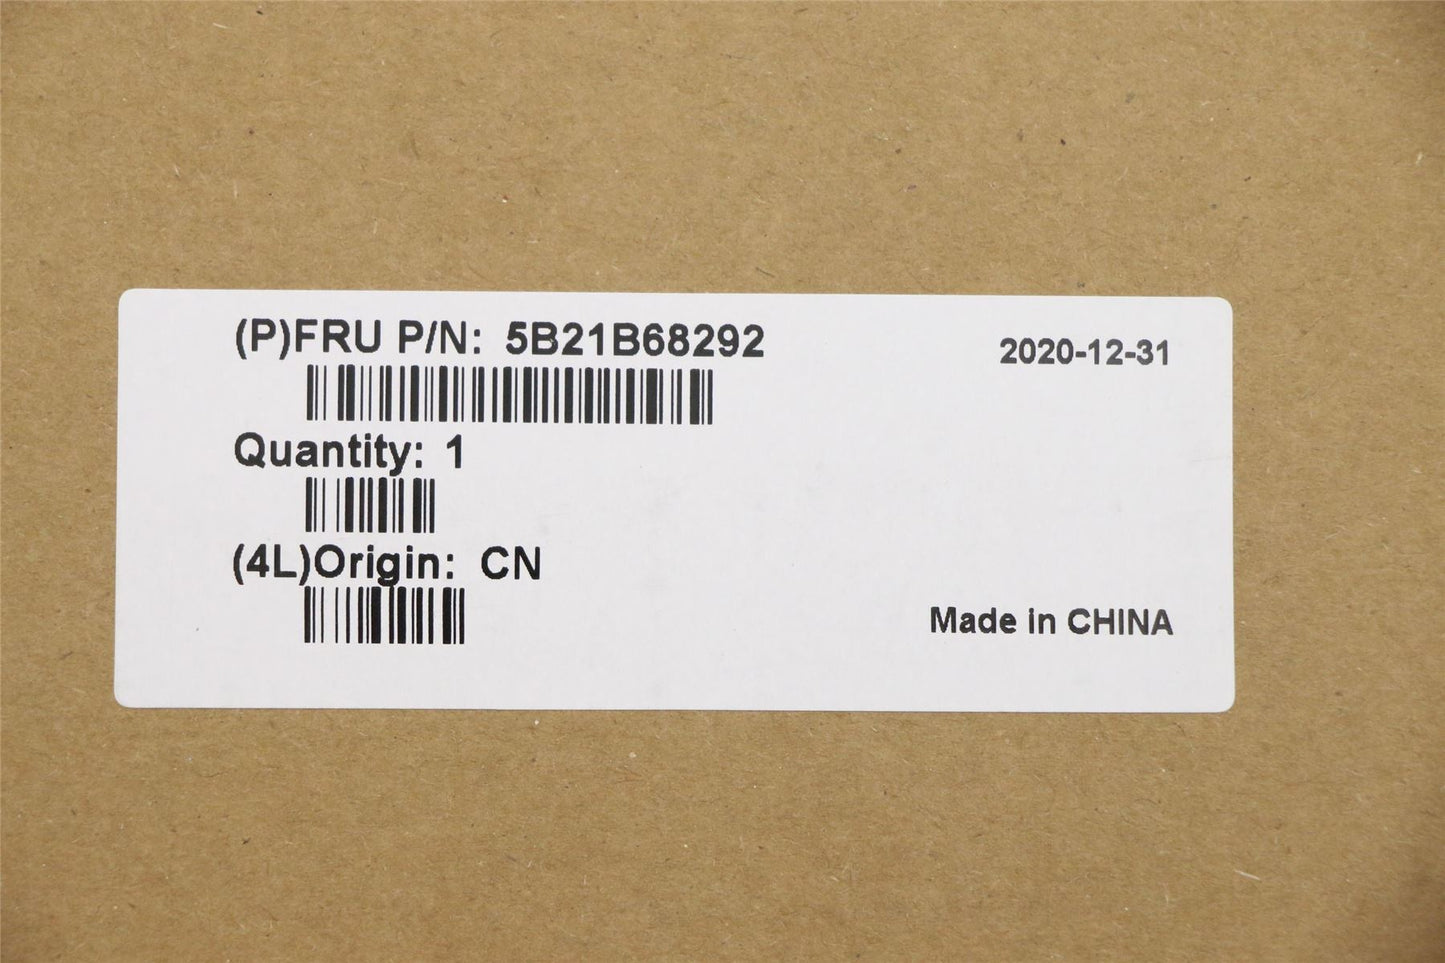 (P)FRU P/N: 5B21B68292
2020-12-31
Quantity: 1
(4L)Origin: CN
Made in CHINA